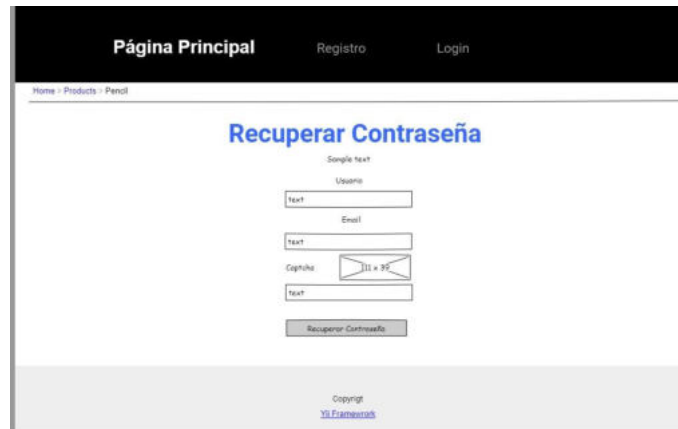 Página Principal Registro Login
Home > Products > Pencil
Recuperar Contraseña
Sample text
Usuario
text
Email
text
Captcha 111 x 39
text
Recuperar Contraseña
Copyrigt
Yii Framework